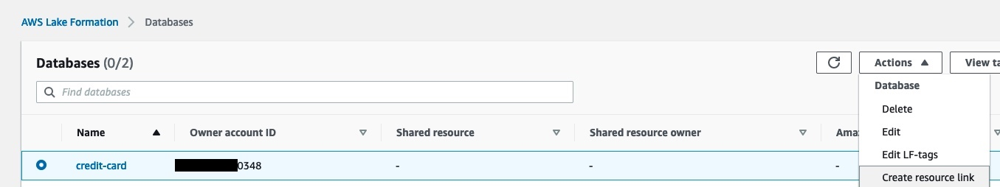 AWS Lake Formation > Databases
Databases (0/2)
Actions
View ta
Find databases
Database
Delete
Edit
Edit LF-tags
Create resource link
Name Owner account ID Shared resource Shared resource owner Ama
credit-card 0348 - - -